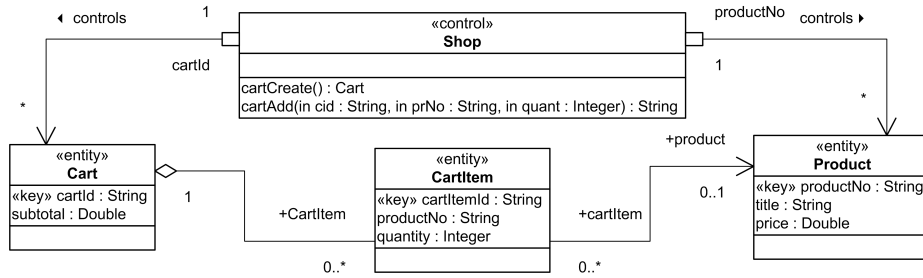 controls
1
cartId
*
«control»
Shop
cartCreate() : Cart
cartAdd(in cid : String, in prNo : String, in quant : Integer) : String
productNo
controls
1
*
«entity»
Cart
«key» cartId : String
subtotal : Double
1
+CartItem
0..*
«entity»
CartItem
«key» cartItemId : String
productNo : String
quantity : Integer
+cartItem
0..*
+product
0..1
«entity»
Product
«key» productNo : String
title : String
price : Double